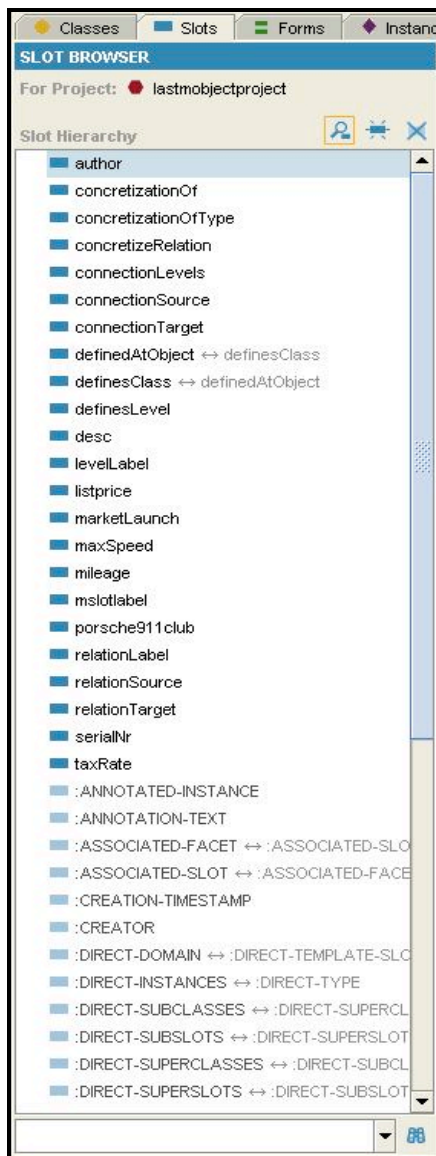 Classes Slots Forms Instanc
SLOT BROWSER
For Project: lastmobjectproject
Slot Hierarchy
author
concretizationOf
concretizationOfType
concretizeRelation
connectionLevels
connectionSource
connectionTarget
definedAtObject ↔ definesClass
definesClass ↔ definedAtObject
definesLevel
desc
levelLabel
listprice
marketLaunch
maxSpeed
mileage
mslotlabel
porsche911club
relationLabel
relationSource
relationTarget
serialNr
taxRate
:ANNOTATED-INSTANCE
:ANNOTATION-TEXT
:ASSOCIATED-FACET ↔ :ASSOCIATED-SLO
:ASSOCIATED-SLOT ↔ :ASSOCIATED-FACE
:CREATION-TIMESTAMP
:CREATOR
:DIRECT-DOMAIN ↔ :DIRECT-TEMPLATE-SLO
:DIRECT-INSTANCES ↔ :DIRECT-TYPE
:DIRECT-SUBCLASSES ↔ :DIRECT-SUPERCL
:DIRECT-SUBSLOTS ↔ :DIRECT-SUPERSLOT
:DIRECT-SUPERCLASSES ↔ :DIRECT-SUBCL
:DIRECT-SUPERSLOTS ↔ :DIRECT-SUBSLOT